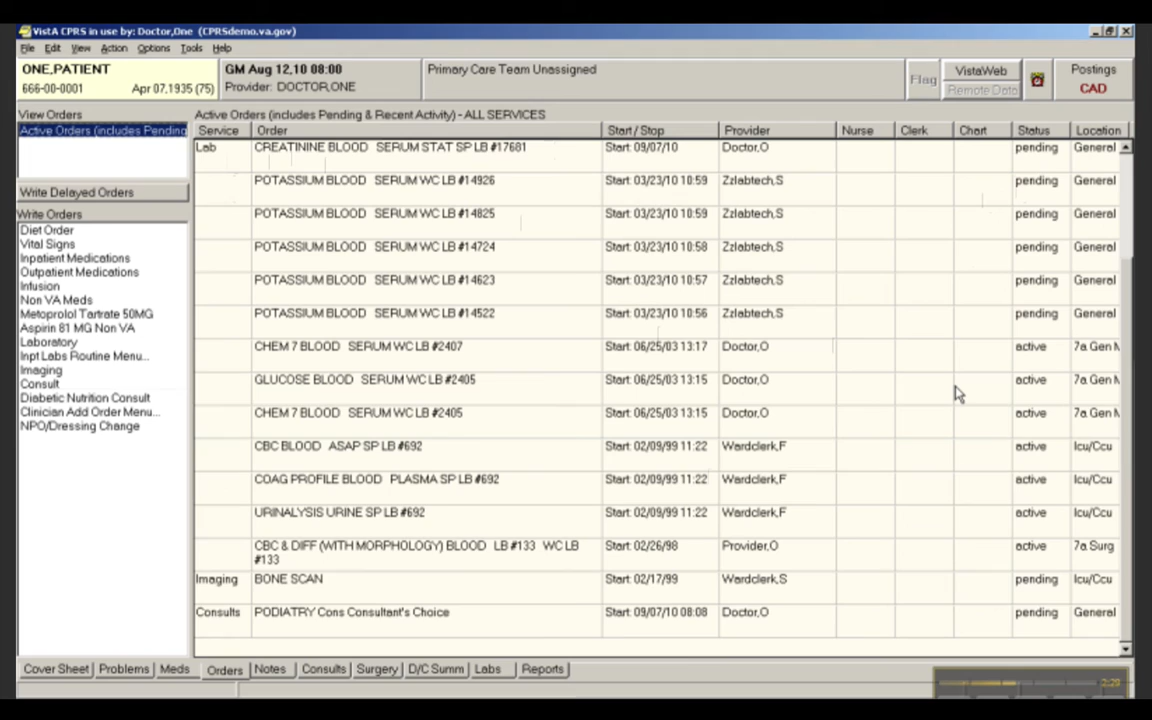 VistA CPRS in use by: Doctor,One (CPRSdemo.va.gov)
File Edit View Action Options Tools Help
ONE,PATIENT
666-00-0001 Apr 07,1935 (75)
GM Aug 12,10 08:00
Provider: DOCTOR,ONE
Primary Care Team Unassigned
Flag
VistaWeb
Remote Data
Postings
CAD
View Orders
Active Orders (includes Pending
Write Delayed Orders
Write Orders
Diet Order
Vital Signs
Inpatient Medications
Outpatient Medications
Infusion
Non VA Meds
Metoprolol Tartrate 50MG
Aspirin 81 MG Non VA
Laboratory
Inpt Labs Routine Menu...
Imaging
Consult
Diabetic Nutrition Consult
Clinician Add Order Menu...
NPO/Dressing Change
Active Orders (includes Pending & Recent Activity) - ALL SERVICES
Service Order Start / Stop Provider Nurse Clerk Chart Status Location
Lab CREATININE BLOOD SERUM STAT SP LB #17681 Start: 09/07/10 Doctor,O pending General
POTASSIUM BLOOD SERUM WC LB #14926 Start: 03/23/10 10:59 Zzlabtech,S pending General
POTASSIUM BLOOD SERUM WC LB #14825 Start: 03/23/10 10:59 Zzlabtech,S pending General
POTASSIUM BLOOD SERUM WC LB #14724 Start: 03/23/10 10:58 Zzlabtech,S pending General
POTASSIUM BLOOD SERUM WC LB #14623 Start: 03/23/10 10:57 Zzlabtech,S pending General
POTASSIUM BLOOD SERUM WC LB #14522 Start: 03/23/10 10:56 Zzlabtech,S pending General
CHEM 7 BLOOD SERUM WC LB #2407 Start: 06/25/03 13:17 Doctor,O active 7a Gen M
GLUCOSE BLOOD SERUM WC LB #2405 Start: 06/25/03 13:15 Doctor,O active 7a Gen M
CHEM 7 BLOOD SERUM WC LB #2405 Start: 06/25/03 13:15 Doctor,O active 7a Gen M
CBC BLOOD ASAP SP LB #692 Start: 02/09/99 11:22 Wardclerk,F active Icu/Ccu
COAG PROFILE BLOOD PLASMA SP LB #692 Start: 02/09/99 11:22 Wardclerk,F active Icu/Ccu
URINALYSIS URINE SP LB #692 Start: 02/09/99 11:22 Wardclerk,F active Icu/Ccu
CBC & DIFF (WITH MORPHOLOGY) BLOOD LB #133 WC LB Start: 02/26/98 Provider,O active 7a Surg
#133
Imaging BONE SCAN Start: 02/17/99 Wardclerk,S pending Icu/Ccu
Consults PODIATRY Cons Consultant's Choice Start: 09/07/10 08:08 Doctor,O pending General
Cover Sheet Problems Meds Orders Notes Consults Surgery D/C Summ Labs Reports
2:29